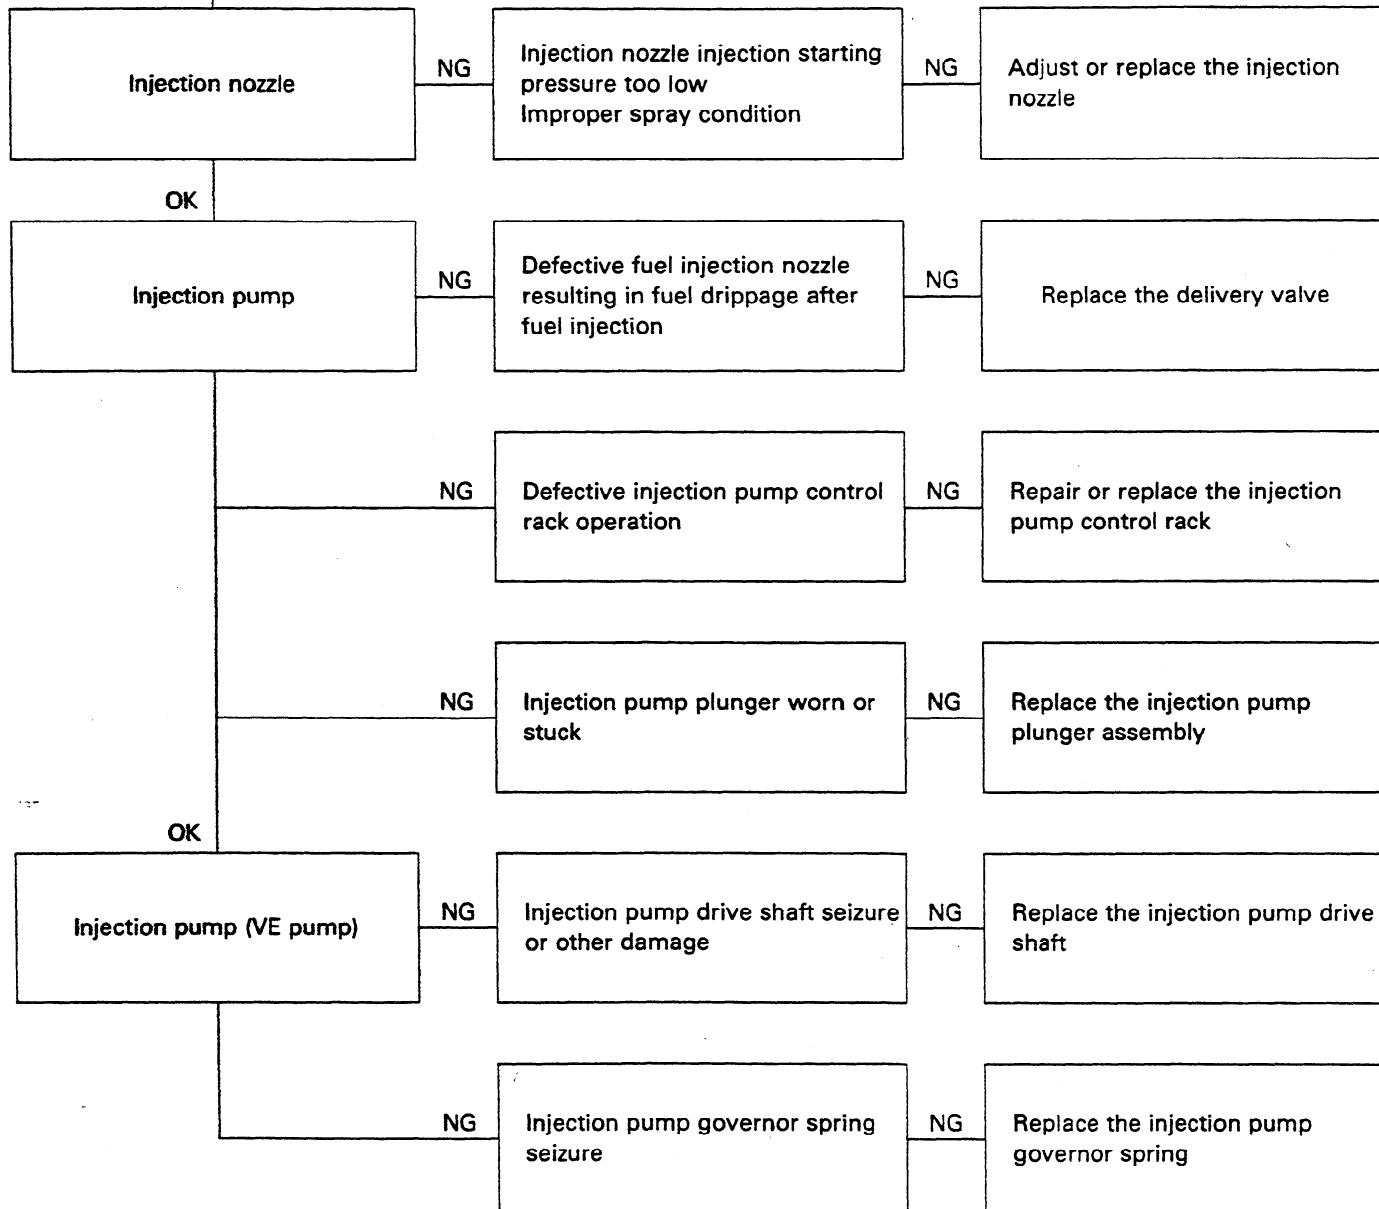 Injection nozzle
NG
Injection nozzle injection starting
pressure too low
Improper spray condition
NG
Adjust or replace the injection
nozzle
OK
Injection pump
NG
Defective fuel injection nozzle
resulting in fuel drippage after
fuel injection
NG
Replace the delivery valve
NG
Defective injection pump control
rack operation
NG
Repair or replace the injection
pump control rack
NG
Injection pump plunger worn or
stuck
NG
Replace the injection pump
plunger assembly
OK
Injection pump (VE pump)
NG
Injection pump drive shaft seizure
or other damage
NG
Replace the injection pump drive
shaft
NG
Injection pump governor spring
seizure
NG
Replace the injection pump
governor spring